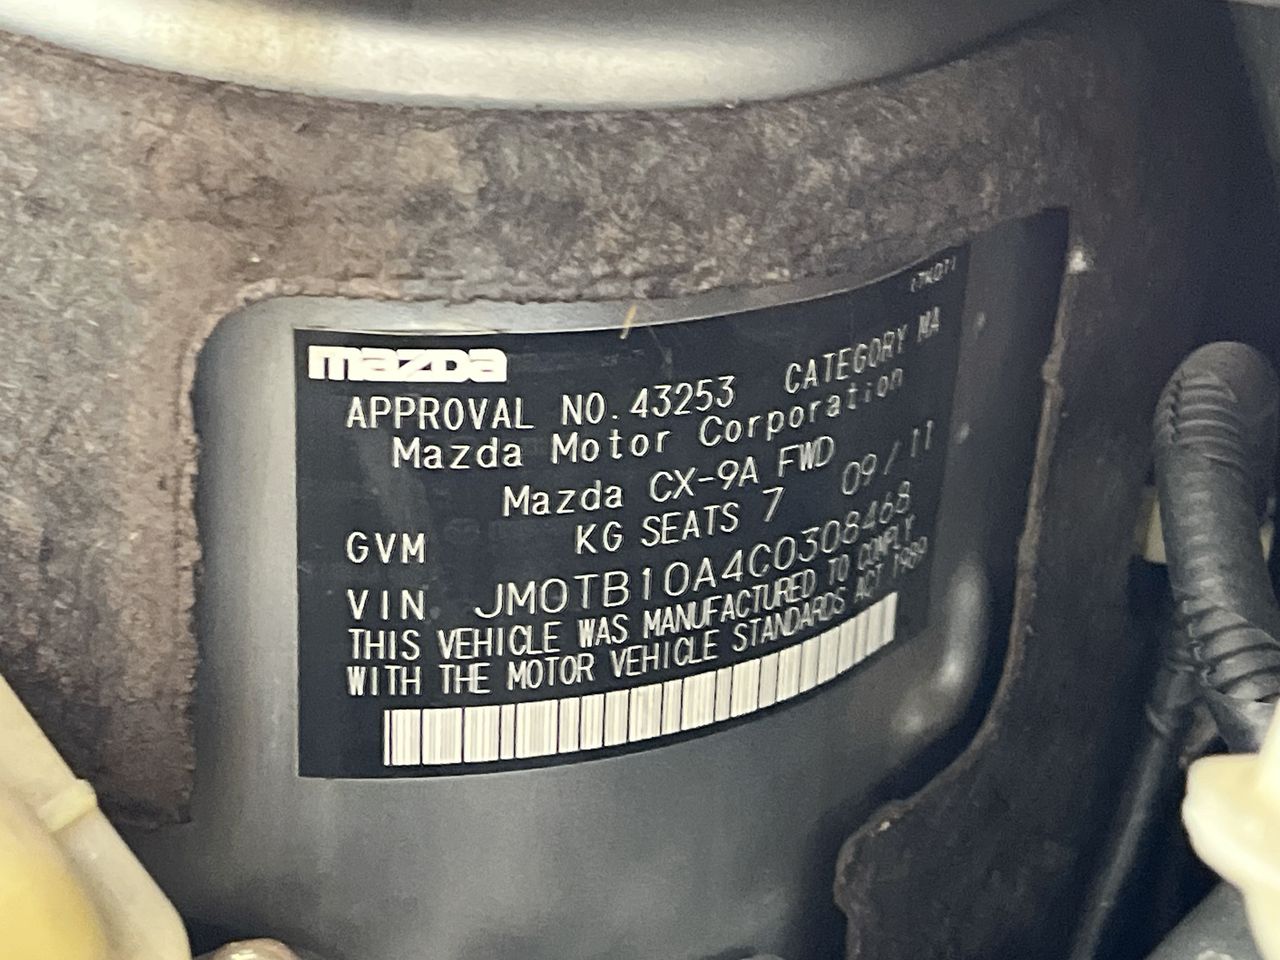 mazda
APPROVAL NO. 43253 CATEGORY MA
Mazda Motor Corporation
Mazda CX-9A FWD
GVM KG SEATS 7 09/11
VIN JM0TB10A4C0308468
THIS VEHICLE WAS MANUFACTURED TO COMPLY
WITH THE MOTOR VEHICLE STANDARDS ACT 1989